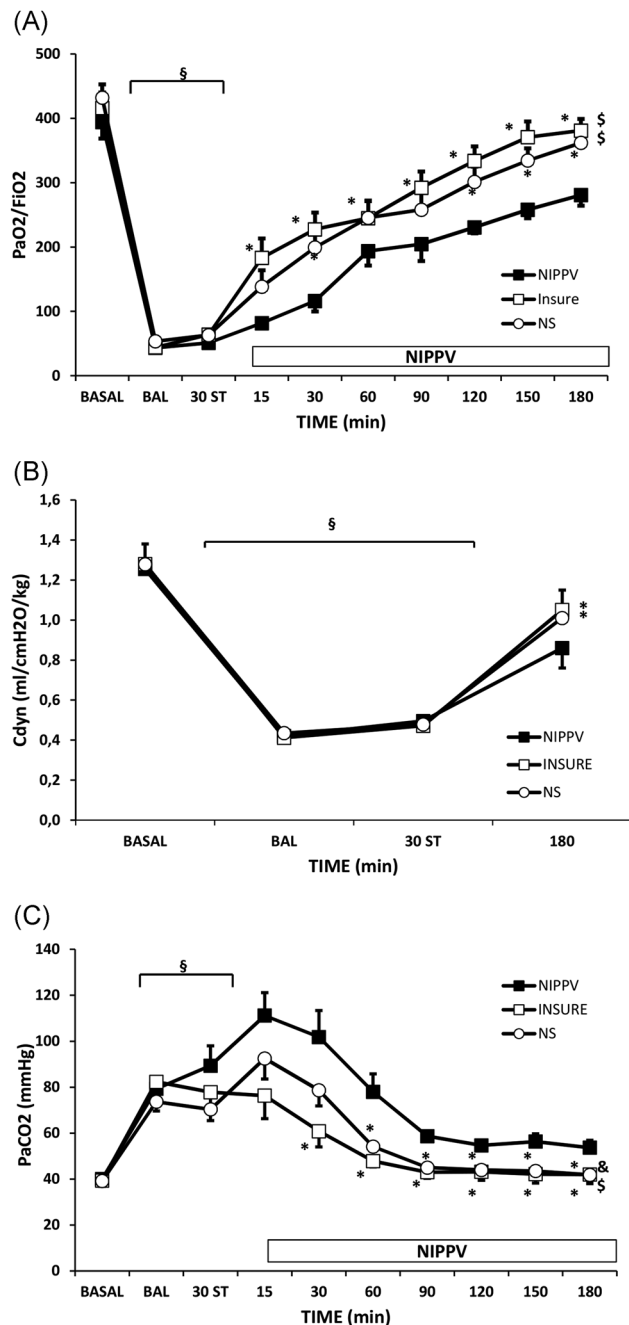 (A)
§
500
400
300
200
100
0
PaO2/FiO2
* * * * * * * $
* * * * $
NIPPV
Insure
NS
NIPPV
BASAL BAL 30 ST 15 30 60 90 120 150 180
TIME (min)
(B)
§
1,6
1,4
1,2
1,0
0,8
0,6
0,4
0,2
0,0
Cdyn (ml/cmH2O/kg)
*
*
NIPPV
INSURE
NS
BASAL BAL 30 ST 180
TIME (min)
(C)
§
140
120
100
80
60
40
20
0
PaCO2 (mmHg)
NIPPV
INSURE
NS
* * * * * &
* * * * * * $
NIPPV
BASAL BAL 30 ST 15 30 60 90 120 150 180
TIME (min)